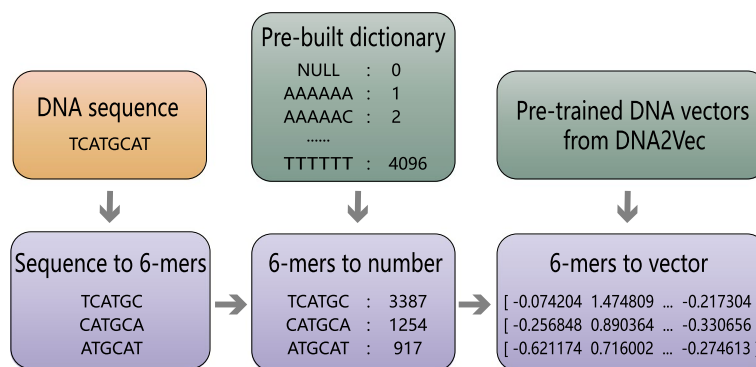 DNA sequence
TCATGCAT
Pre-built dictionary
NULL : 0
AAAAAA : 1
AAAAAC : 2
......
TTTTTT : 4096
Pre-trained DNA vectors
from DNA2Vec
Sequence to 6-mers
TCATGC
CATGCA
ATGCAT
6-mers to number
TCATGC : 3387
CATGCA : 1254
ATGCAT : 917
6-mers to vector
[ -0.074204 1.474809 ... -0.217304
[ -0.256848 0.890364 ... -0.330656
[ -0.621174 0.716002 ... -0.274613 ]